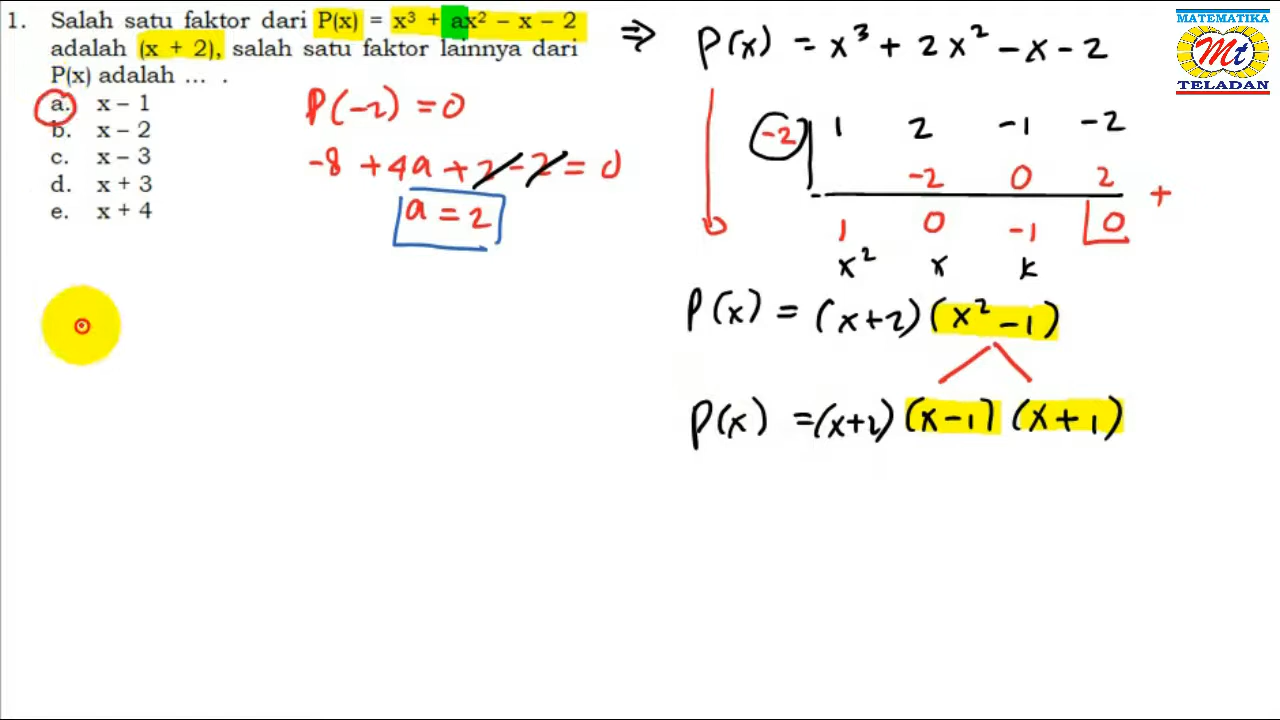 1. Salah satu faktor dari P(x) = x³ + ax² − x − 2
adalah (x + 2), salah satu faktor lainnya dari
P(x) adalah ... .
a. x − 1
b. x − 2
c. x − 3
d. x + 3
e. x + 4
P(-2) = 0
-8 + 4a + 2 - 2 = 0
a = 2
⇒ P(x) = x³ + 2x² - x - 2
-2 1 2 -1 -2
-2 0 2 +
1 0 -1 0
x² x k
P(x) = (x+2)(x² - 1)
P(x) = (x+2)(x-1)(x+1)
MATEMATIKA
Mt
TELADAN